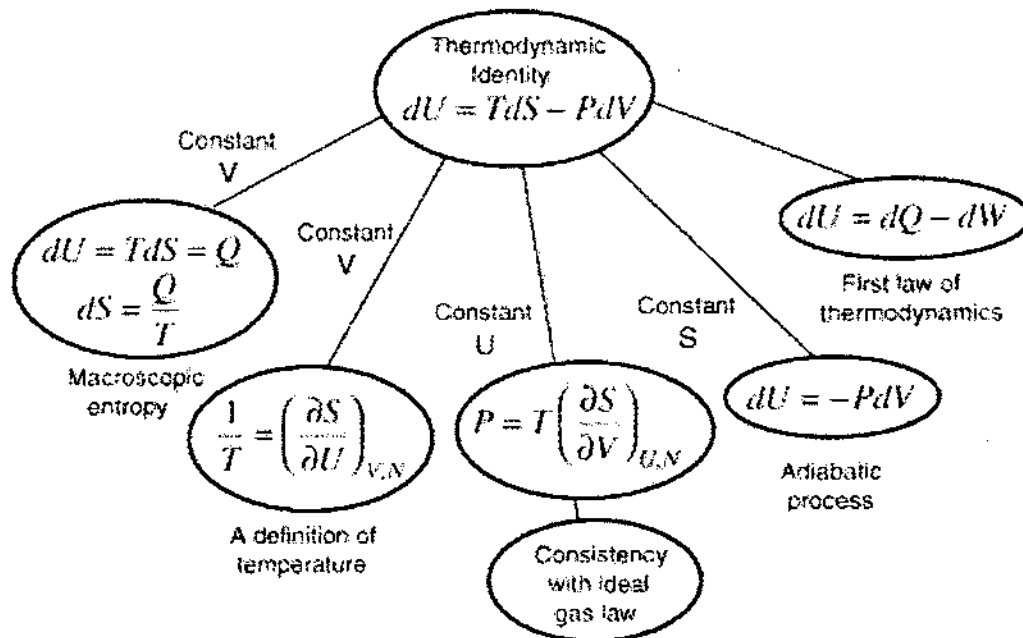 Thermodynamic
Identity
dU = TdS – PdV
Constant
V
dU = TdS = Q
dS = Q/T
Macroscopic
entropy
Constant
V
1/T = (∂S/∂U)V,N
A definition of
temperature
Constant
U
P = T(∂S/∂V)U,N
Consistency
with ideal
gas law
Constant
S
dU = –PdV
Adiabatic
process
dU = dQ – dW
First law of
thermodynamics